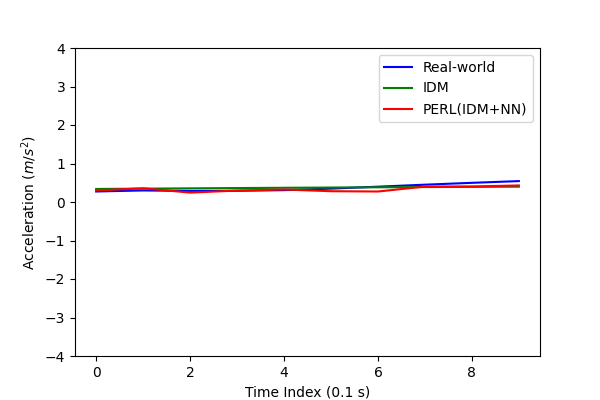 4
3
2
1
0
−1
−2
−3
−4
Acceleration (m/s²)
Real-world
IDM
PERL(IDM+NN)
0 2 4 6 8
Time Index (0.1 s)